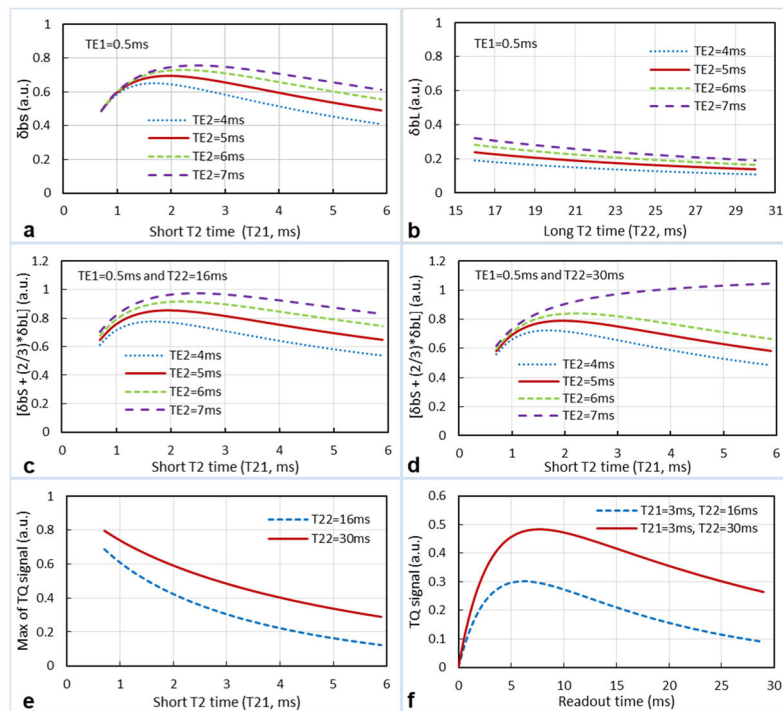 1
0.8
0.6
0.4
0.2
0
δbs (a.u.)
TE1=0.5ms
TE2=4ms
TE2=5ms
TE2=6ms
TE2=7ms
0 1 2 3 4 5 6
a
Short T2 time (T21, ms)
1
0.8
0.6
0.4
0.2
0
δbL (a.u.)
TE1=0.5ms
TE2=4ms
TE2=5ms
TE2=6ms
TE2=7ms
15 17 19 21 23 25 27 29 31
b
Long T2 time (T22, ms)
1.2
1
0.8
0.6
0.4
0.2
0
[δbs + (2/3)*δbL] (a.u.)
TE1=0.5ms and T22=16ms
TE2=4ms
TE2=5ms
TE2=6ms
TE2=7ms
0 1 2 3 4 5 6
c
Short T2 time (T21, ms)
1.2
1
0.8
0.6
0.4
0.2
0
[δbS + (2/3)*δbL] (a.u.)
TE1=0.5ms and T22=30ms
TE2=4ms
TE2=5ms
TE2=6ms
TE2=7ms
0 1 2 3 4 5 6
d
Short T2 time (T21, ms)
1
0.8
0.6
0.4
0.2
0
Max of TQ signal (a.u.)
T22=16ms
T22=30ms
0 1 2 3 4 5 6
e
Short T2 time (T21, ms)
0.6
0.5
0.4
0.3
0.2
0.1
0
TQ signal (a.u.)
T21=3ms, T22=16ms
T21=3ms, T22=30ms
0 5 10 15 20 25 30
f
Readout time (ms)